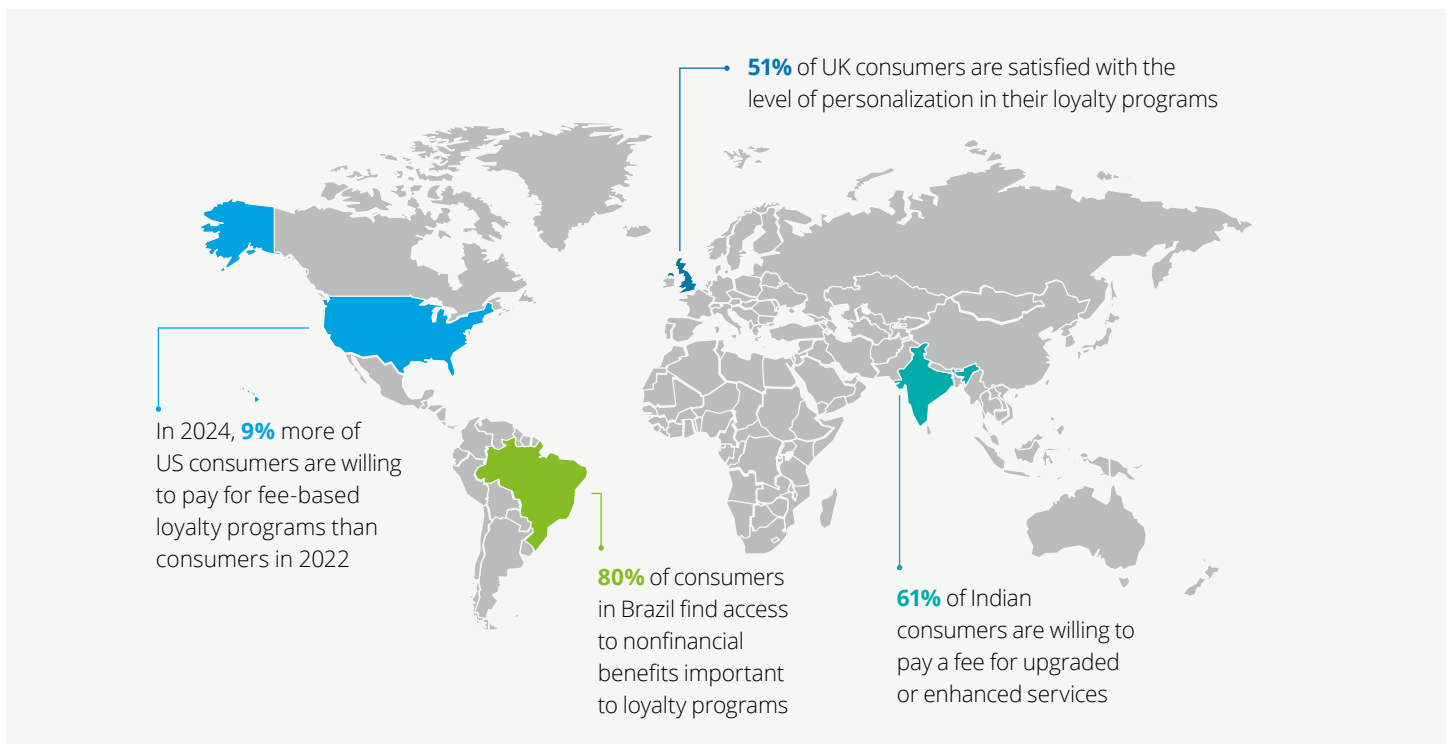 51% of UK consumers are satisfied with the
level of personalization in their loyalty programs
In 2024, 9% more of
US consumers are willing
to pay for fee-based
loyalty programs than
consumers in 2022
80% of consumers
in Brazil find access
to nonfinancial
benefits important
to loyalty programs
61% of Indian
consumers are willing to
pay a fee for upgraded
or enhanced services